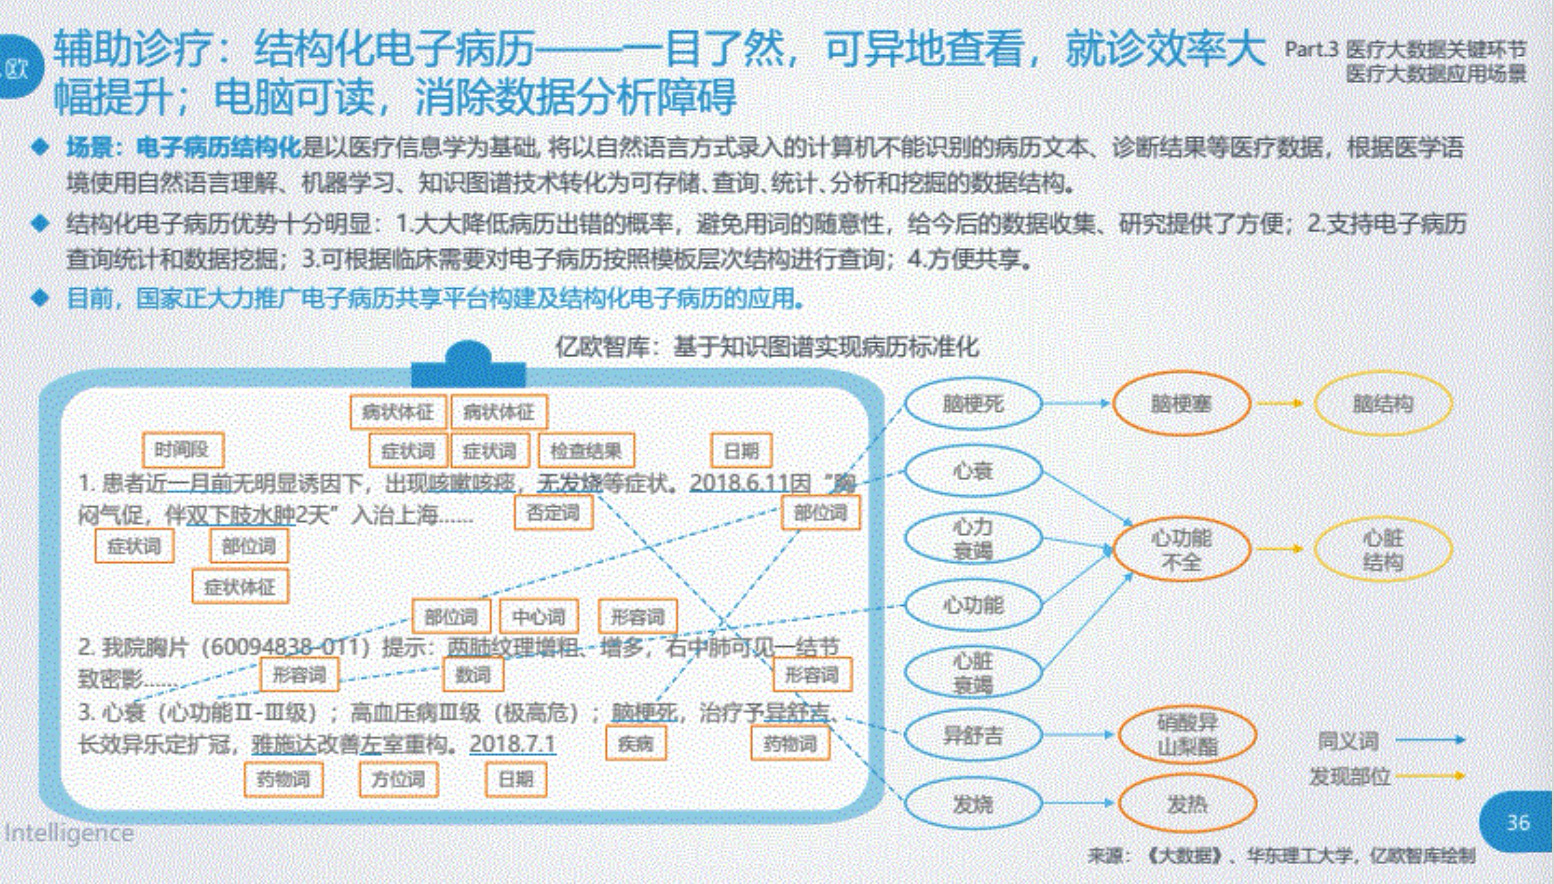 欧
辅助诊疗：结构化电子病历——一目了然，可异地查看，就诊效率大
幅提升；电脑可读，消除数据分析障碍
Part.3 医疗大数据关键环节
医疗大数据应用场景
场景：电子病历结构化是以医疗信息学为基础, 将以自然语言方式录入的计算机不能识别的病历文本、诊断结果等医疗数据，根据医学语
境使用自然语言理解、机器学习、知识图谱技术转化为可存储､查询､统计､分析和挖掘的数据结构。
结构化电子病历优势十分明显：1.大大降低病历出错的概率，避免用词的随意性，给今后的数据收集、研究提供了方便；2.支持电子病历
查询统计和数据挖掘；3.可根据临床需要对电子病历按照模板层次结构进行查询；4.方便共享。
目前，国家正大力推广电子病历共享平台构建及结构化电子病历的应用。
亿欧智库：基于知识图谱实现病历标准化
病状体征 病状体征
时间段 症状词 症状词 检查结果 日期
1. 患者近一月前无明显诱因下，出现咳嗽咳痰，无发烧等症状。2018.6.11因“胸
闷气促，伴双下肢水肿2天”入治上海......
否定词 部位词
症状词 部位词
症状体征
部位词 中心词 形容词
2. 我院胸片（60094838-011）提示：两肺纹理增粗、增多，右中肺可见一结节
致密影......
形容词 数词 形容词
3. 心衰（心功能Ⅱ-Ⅲ级）；高血压病Ⅲ级（极高危）；脑梗死，治疗予异舒吉、
长效异乐定扩冠，雅施达改善左室重构。2018.7.1
疾病 药物词
药物词 方位词 日期
脑梗死 脑梗塞 脑结构
心衰
心力
衰竭
心功能
不全
心脏
结构
心功能
心脏
衰竭
异舒吉
硝酸异
山梨酯
发烧 发热
同义词
发现部位
Intelligence
36
来源：《大数据》、华东理工大学，亿欧智库绘制